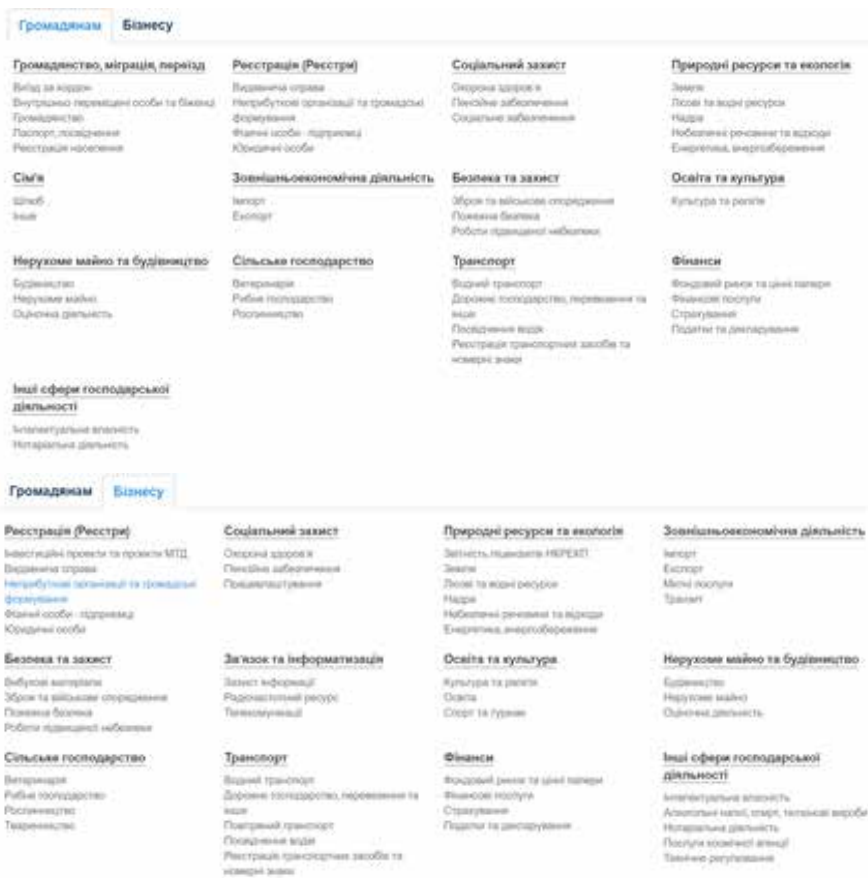 Громадянам Бізнесу
Громадянство, міграція, переїзд
Виїзд за кордон
Внутрішньо переміщені особи та біженці
Громадянство
Паспорт, посвідчення
Реєстрація населення
Реєстрація (Реєстри)
Видавнича справа
Неприбуткові організації та громадські
формування
Фізичні особи - підприємці
Юридичні особи
Соціальний захист
Охорона здоров'я
Пенсійне забезпечення
Соціальне забезпечення
Природні ресурси та екологія
Земля
Лісові та водні ресурси
Надра
Небезпечні речовини та відходи
Енергетика, енергозбереження
Сім'я
Шлюб
Інше
Зовнішньоекономічна діяльність
Імпорт
Експорт
Безпека та захист
Зброя та військове спорядження
Пожежна безпека
Роботи підвищеної небезпеки
Освіта та культура
Культура та релігія
Нерухоме майно та будівництво
Будівництво
Нерухоме майно
Оціночна діяльність
Сільське господарство
Ветеринарія
Рибне господарство
Рослинництво
Транспорт
Водний транспорт
Дорожнє господарство, перевезення та
інше
Посвідчення водія
Реєстрація транспортних засобів та
номерні знаки
Фінанси
Фондовий ринок та цінні папери
Фінансові послуги
Страхування
Податки та декларування
Інші сфери господарської
діяльності
Інтелектуальна власність
Нотаріальна діяльність
Громадянам Бізнесу
Реєстрація (Реєстри)
Інвестиційні проекти та проекти МТД
Видавнича справа
Неприбуткові організації та громадські
формування
Фізичні особи - підприємці
Юридичні особи
Соціальний захист
Охорона здоров'я
Пенсійне забезпечення
Працевлаштування
Природні ресурси та екологія
Звітність ліцензіатів НКРЕКП
Земля
Лісові та водні ресурси
Надра
Небезпечні речовини та відходи
Енергетика, енергозбереження
Зовнішньоекономічна діяльність
Імпорт
Експорт
Митні послуги
Транзит
Безпека та захист
Вибухові матеріали
Зброя та військове спорядження
Пожежна безпека
Роботи підвищеної небезпеки
Зв'язок та інформатизація
Захист інформації
Радіочастотний ресурс
Телекомунікації
Освіта та культура
Культура та релігія
Освіта
Спорт та туризм
Нерухоме майно та будівництво
Будівництво
Нерухоме майно
Оціночна діяльність
Сільське господарство
Ветеринарія
Рибне господарство
Рослинництво
Тваринництво
Транспорт
Водний транспорт
Дорожнє господарство, перевезення та
інше
Повітряний транспорт
Посвідчення водія
Реєстрація транспортних засобів та
номерні знаки
Фінанси
Фондовий ринок та цінні папери
Фінансові послуги
Страхування
Податки та декларування
Інші сфери господарської
діяльності
Інтелектуальна власність
Алкогольні напої, спирт, тютюнові вироби
Нотаріальна діяльність
Послуги космічної агенції
Технічне регулювання